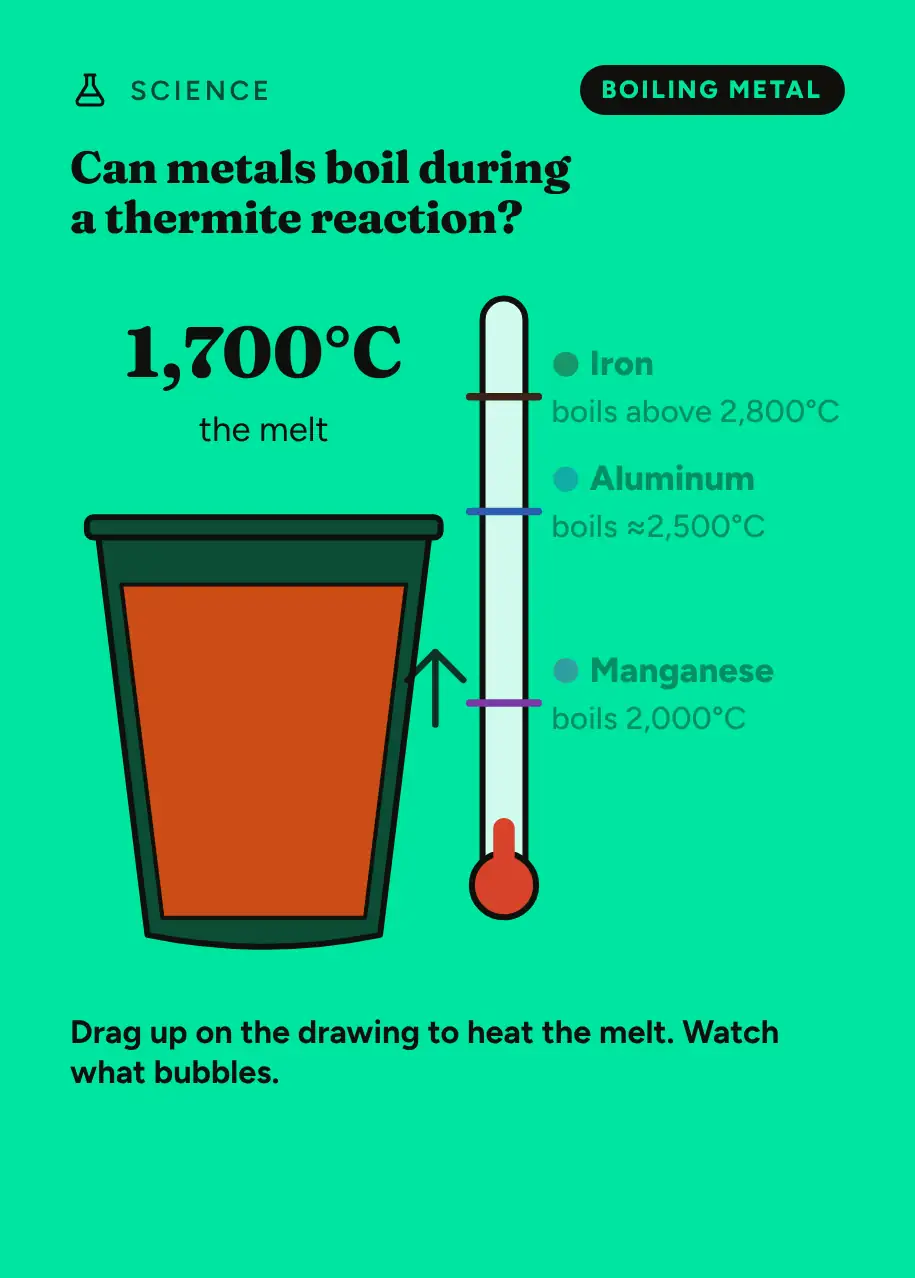 SCIENCE
BOILING METAL
Can metals boil during
a thermite reaction?
1,700°C
the melt
Iron
boils above 2,800°C
Aluminum
boils ≈2,500°C
Manganese
boils 2,000°C
Drag up on the drawing to heat the melt. Watch
what bubbles.